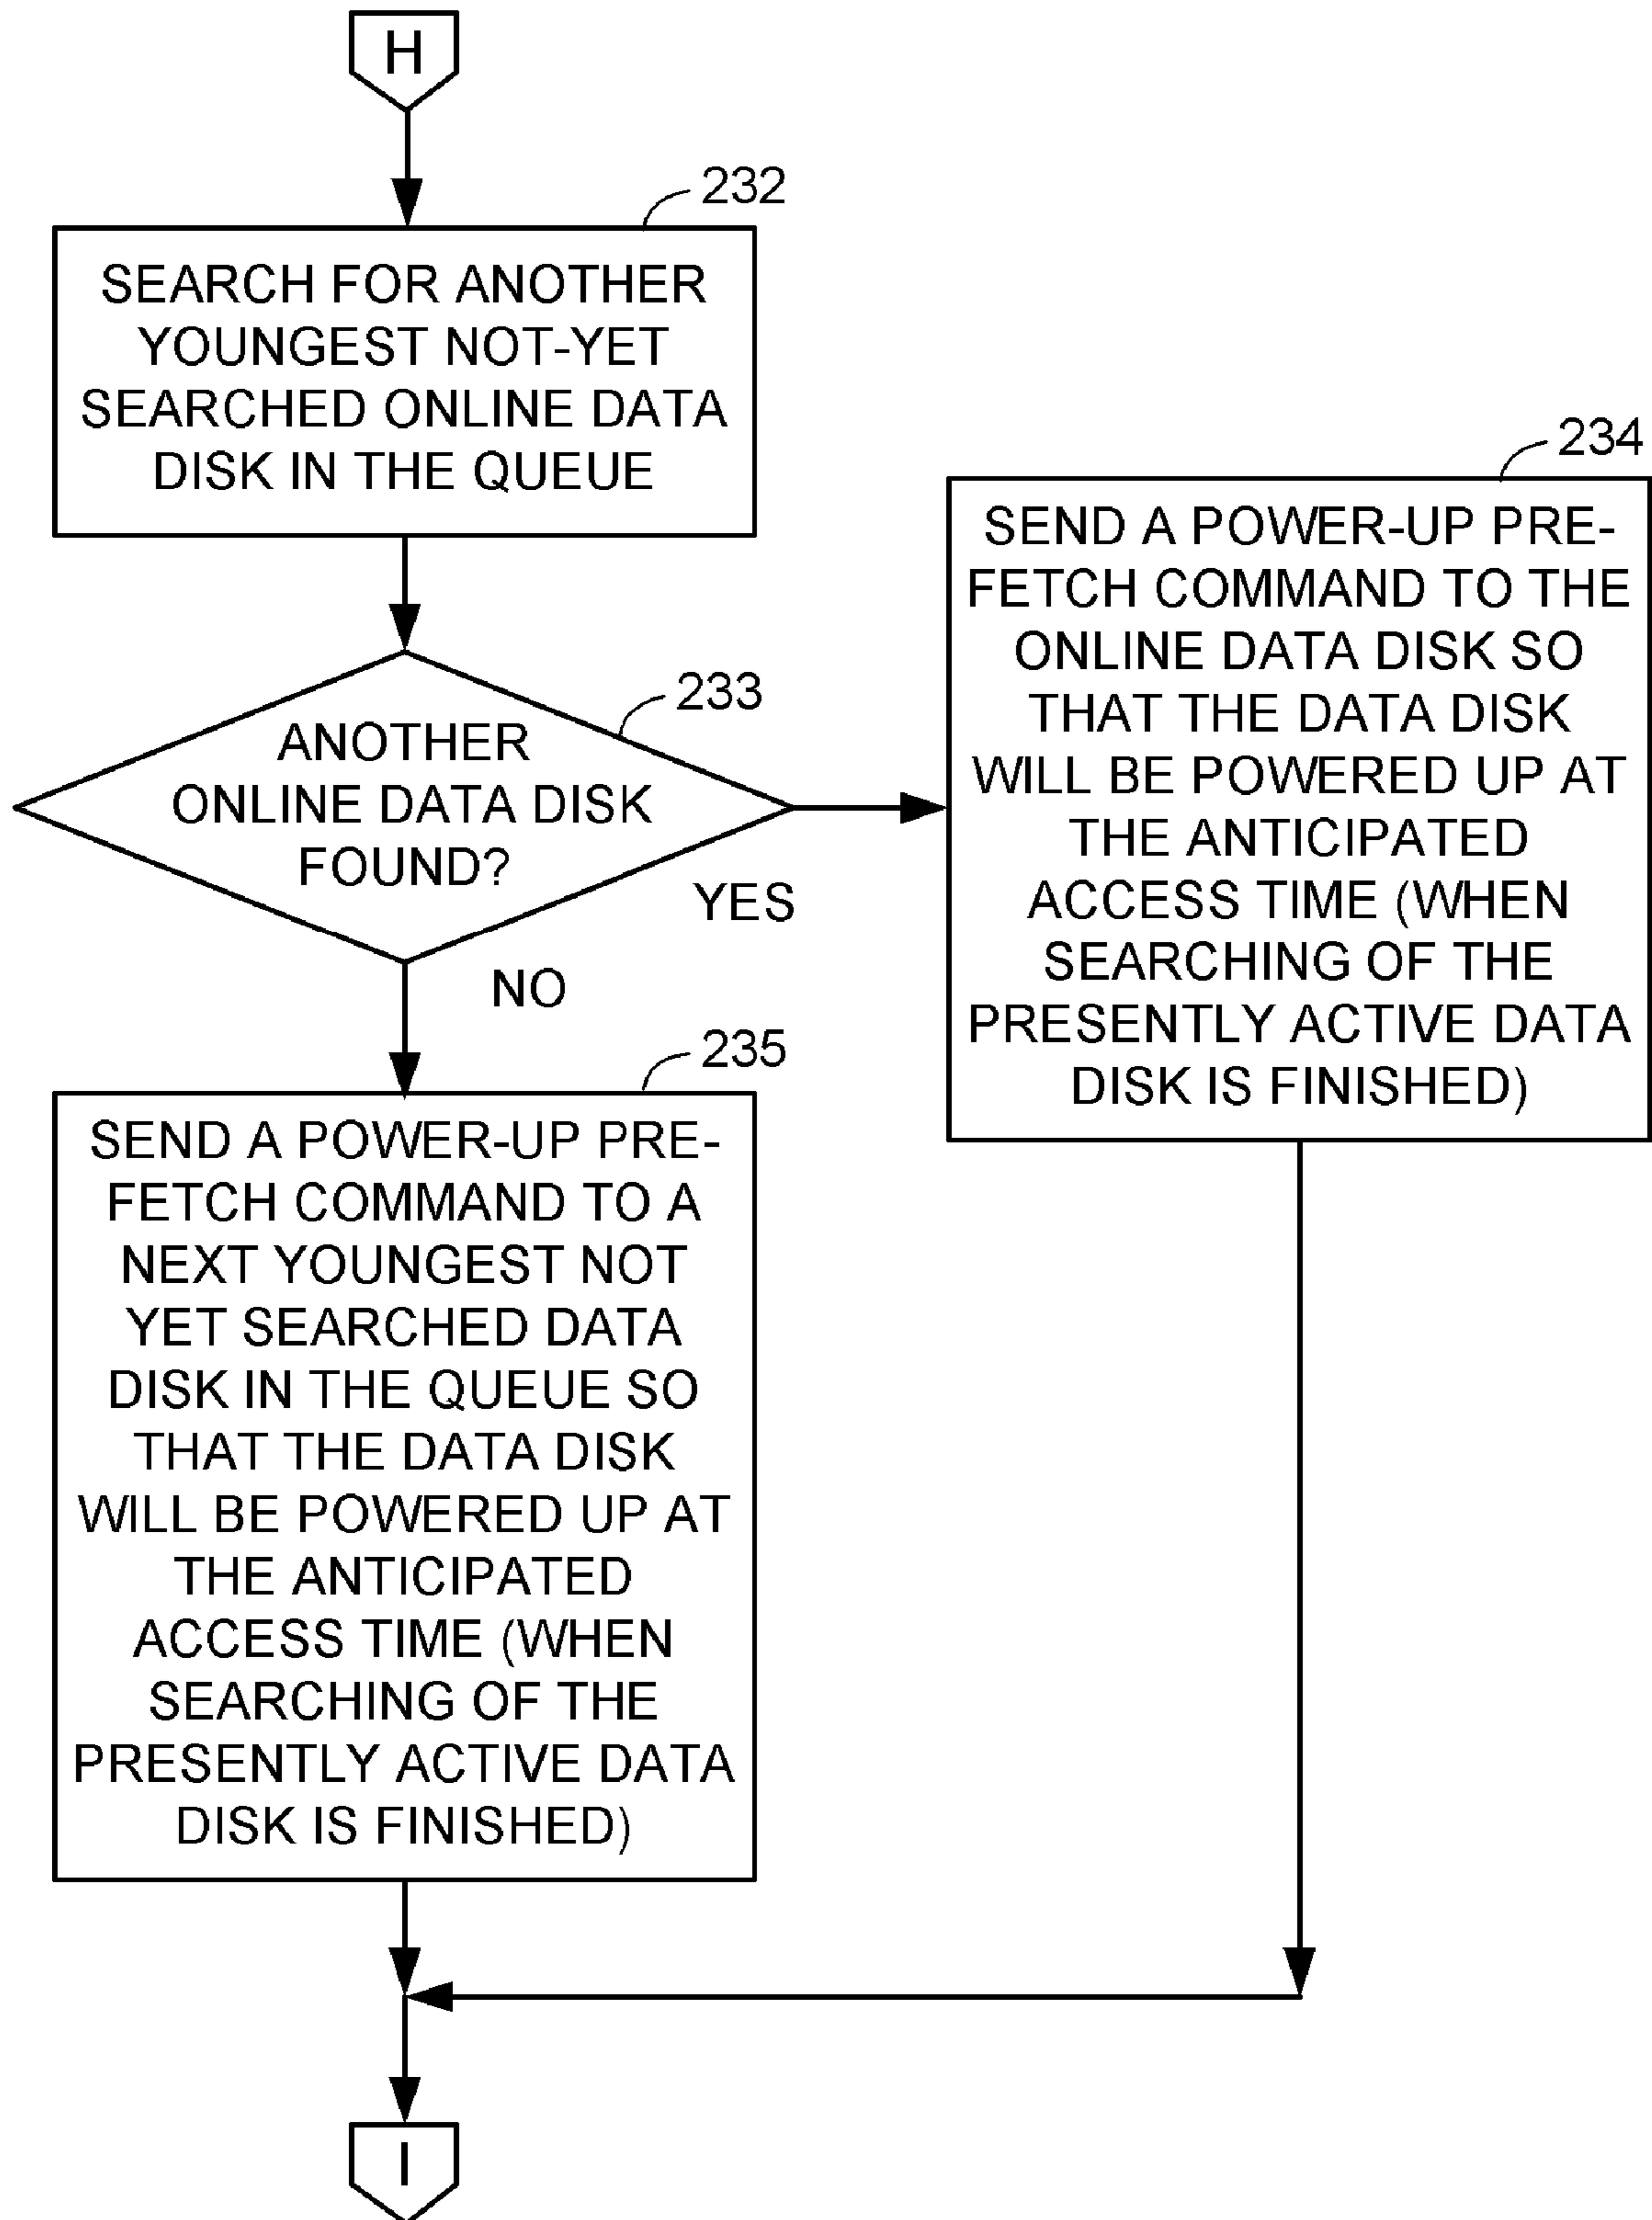 H
232
SEARCH FOR ANOTHER
YOUNGEST NOT-YET
SEARCHED ONLINE DATA
DISK IN THE QUEUE
233
ANOTHER
ONLINE DATA DISK
FOUND?
YES
NO
234
SEND A POWER-UP PRE-
FETCH COMMAND TO THE
ONLINE DATA DISK SO
THAT THE DATA DISK
WILL BE POWERED UP AT
THE ANTICIPATED
ACCESS TIME (WHEN
SEARCHING OF THE
PRESENTLY ACTIVE DATA
DISK IS FINISHED)
235
SEND A POWER-UP PRE-
FETCH COMMAND TO A
NEXT YOUNGEST NOT
YET SEARCHED DATA
DISK IN THE QUEUE SO
THAT THE DATA DISK
WILL BE POWERED UP AT
THE ANTICIPATED
ACCESS TIME (WHEN
SEARCHING OF THE
PRESENTLY ACTIVE DATA
DISK IS FINISHED)
I